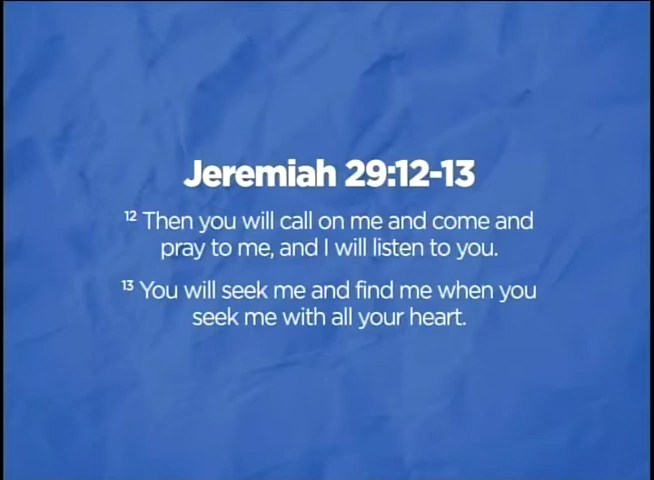 Jeremiah 29:12-13
12 Then you will call on me and come and
pray to me, and I will listen to you.
13 You will seek me and find me when you
seek me with all your heart.